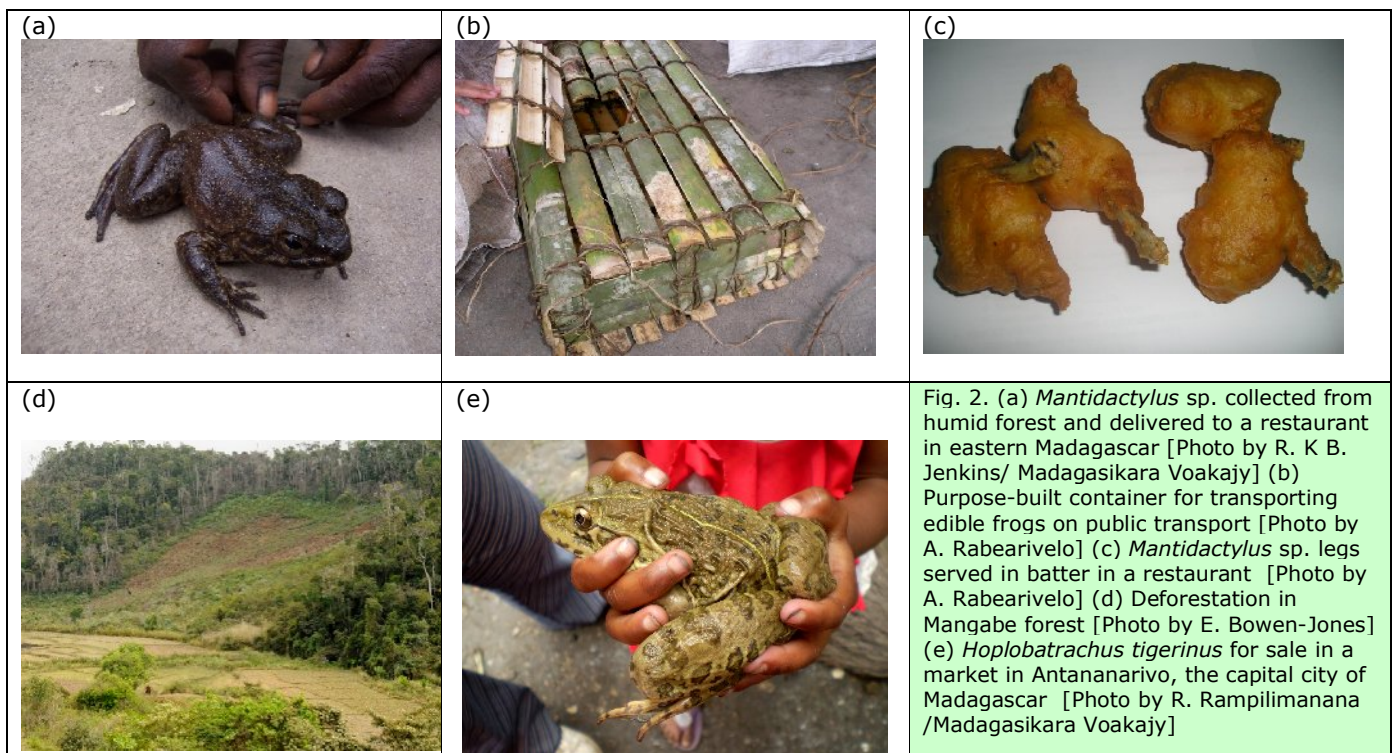 (a)
(b)
(c)
(d)
(e)
Fig. 2. (a) Mantidactylus sp. collected from
humid forest and delivered to a restaurant
in eastern Madagascar [Photo by R. K B.
Jenkins/ Madagasikara Voakajy] (b)
Purpose-built container for transporting
edible frogs on public transport [Photo by
A. Rabearivelo] (c) Mantidactylus sp. legs
served in batter in a restaurant  [Photo by
A. Rabearivelo] (d) Deforestation in
Mangabe forest [Photo by E. Bowen-Jones]
(e) Hoplobatrachus tigerinus for sale in a
market in Antananarivo, the capital city of
Madagascar  [Photo by R. Rampilimanana
/Madagasikara Voakajy]